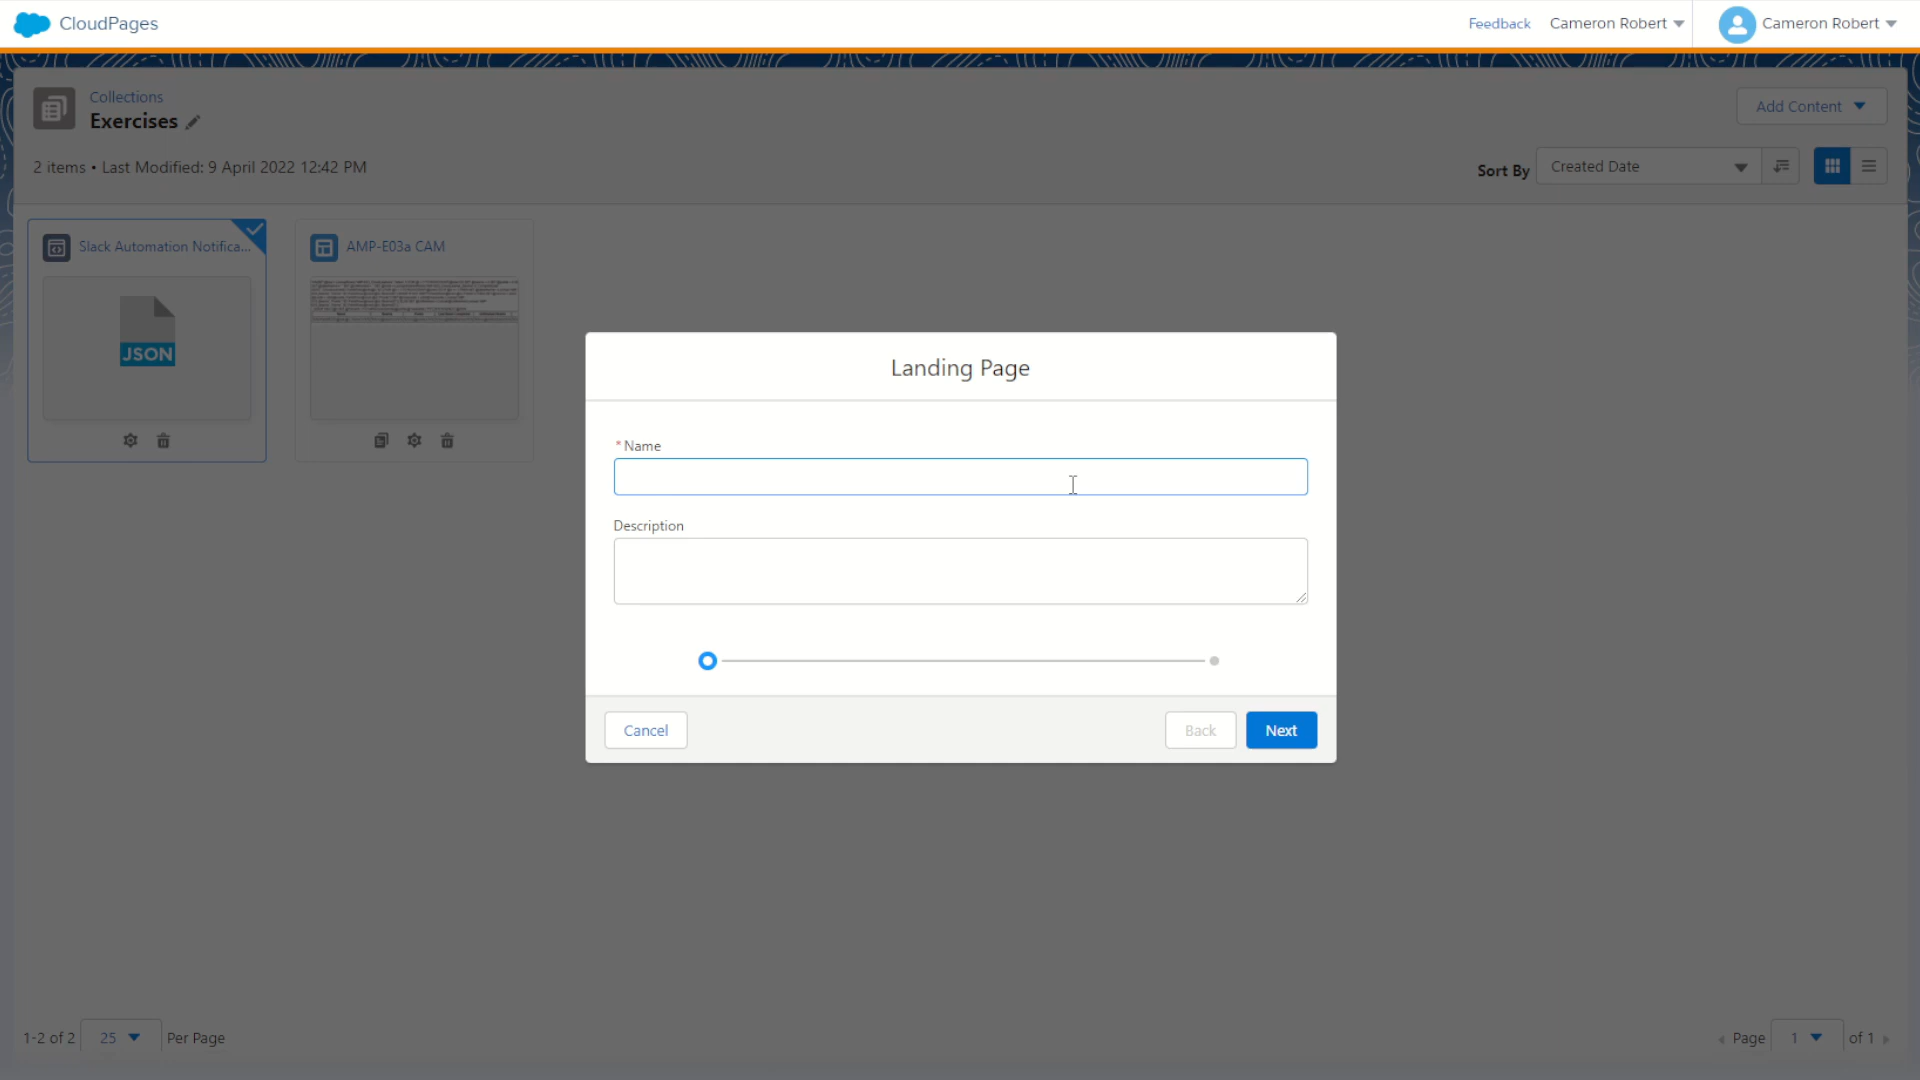 CloudPages
Feedback Cameron Robert Cameron Robert
Collections
Exercises
Add Content
2 items • Last Modified: 9 April 2022 12:42 PM
Sort By Created Date
Slack Automation Notifica... AMP-E03a CAM
JSON
Landing Page
* Name
Description
Cancel Back Next
1-2 of 2 25 Per Page Page 1 of 1